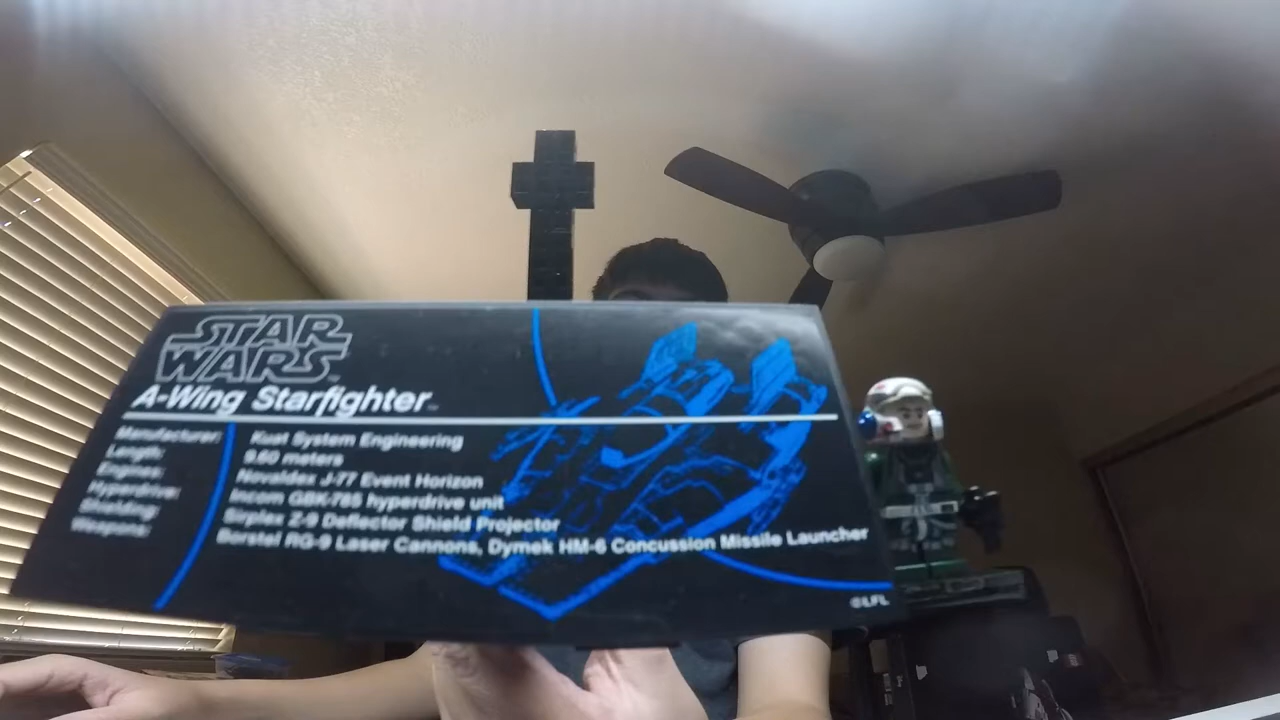 STAR
WARS™
A-Wing Starfighter™
Manufacturer: Kuat System Engineering
Length: 9.60 meters
Engines: Novaldex J-77 Event Horizon
Hyperdrive: Incom GBK-785 hyperdrive unit
Shielding: Sirplex Z-9 Deflector Shield Projector
Weapons: Borstel RG-9 Laser Cannons, Dymek HM-6 Concussion Missile Launcher
©LFL